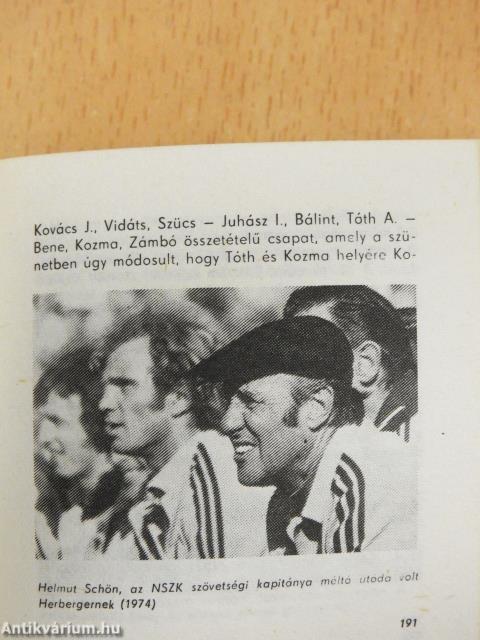 Kovács J., Vidáts, Szücs – Juhász I., Bálint, Tóth A. –
Bene, Kozma, Zámbó összetételű csapat, amely a szü-
netben úgy módosult, hogy Tóth és Kozma helyére Ko-
Helmut Schön, az NSZK szövetségi kapitánya méltó utóda volt
Herbergernek (1974)
191
Antikvárium.hu